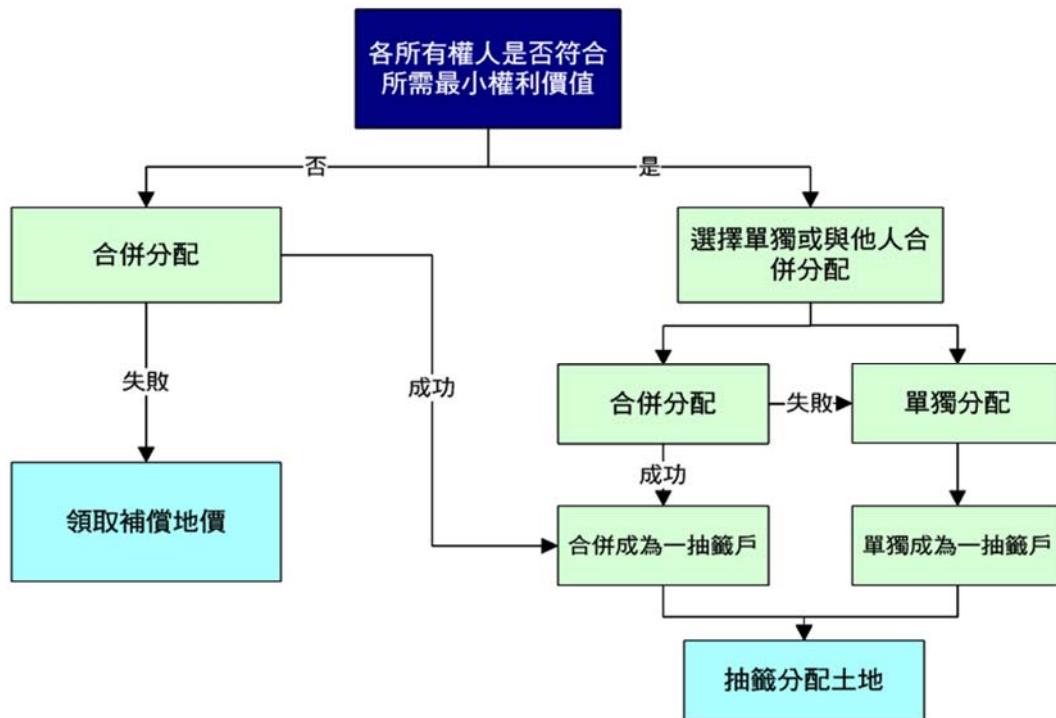 各所有權人是否符合
所需最小權利價值
否
是
合併分配
選擇單獨或與他人合
併分配
失敗
成功
合併分配
失敗
單獨分配
成功
領取補償地價
合併成為一抽籤戶
單獨成為一抽籤戶
抽籤分配土地